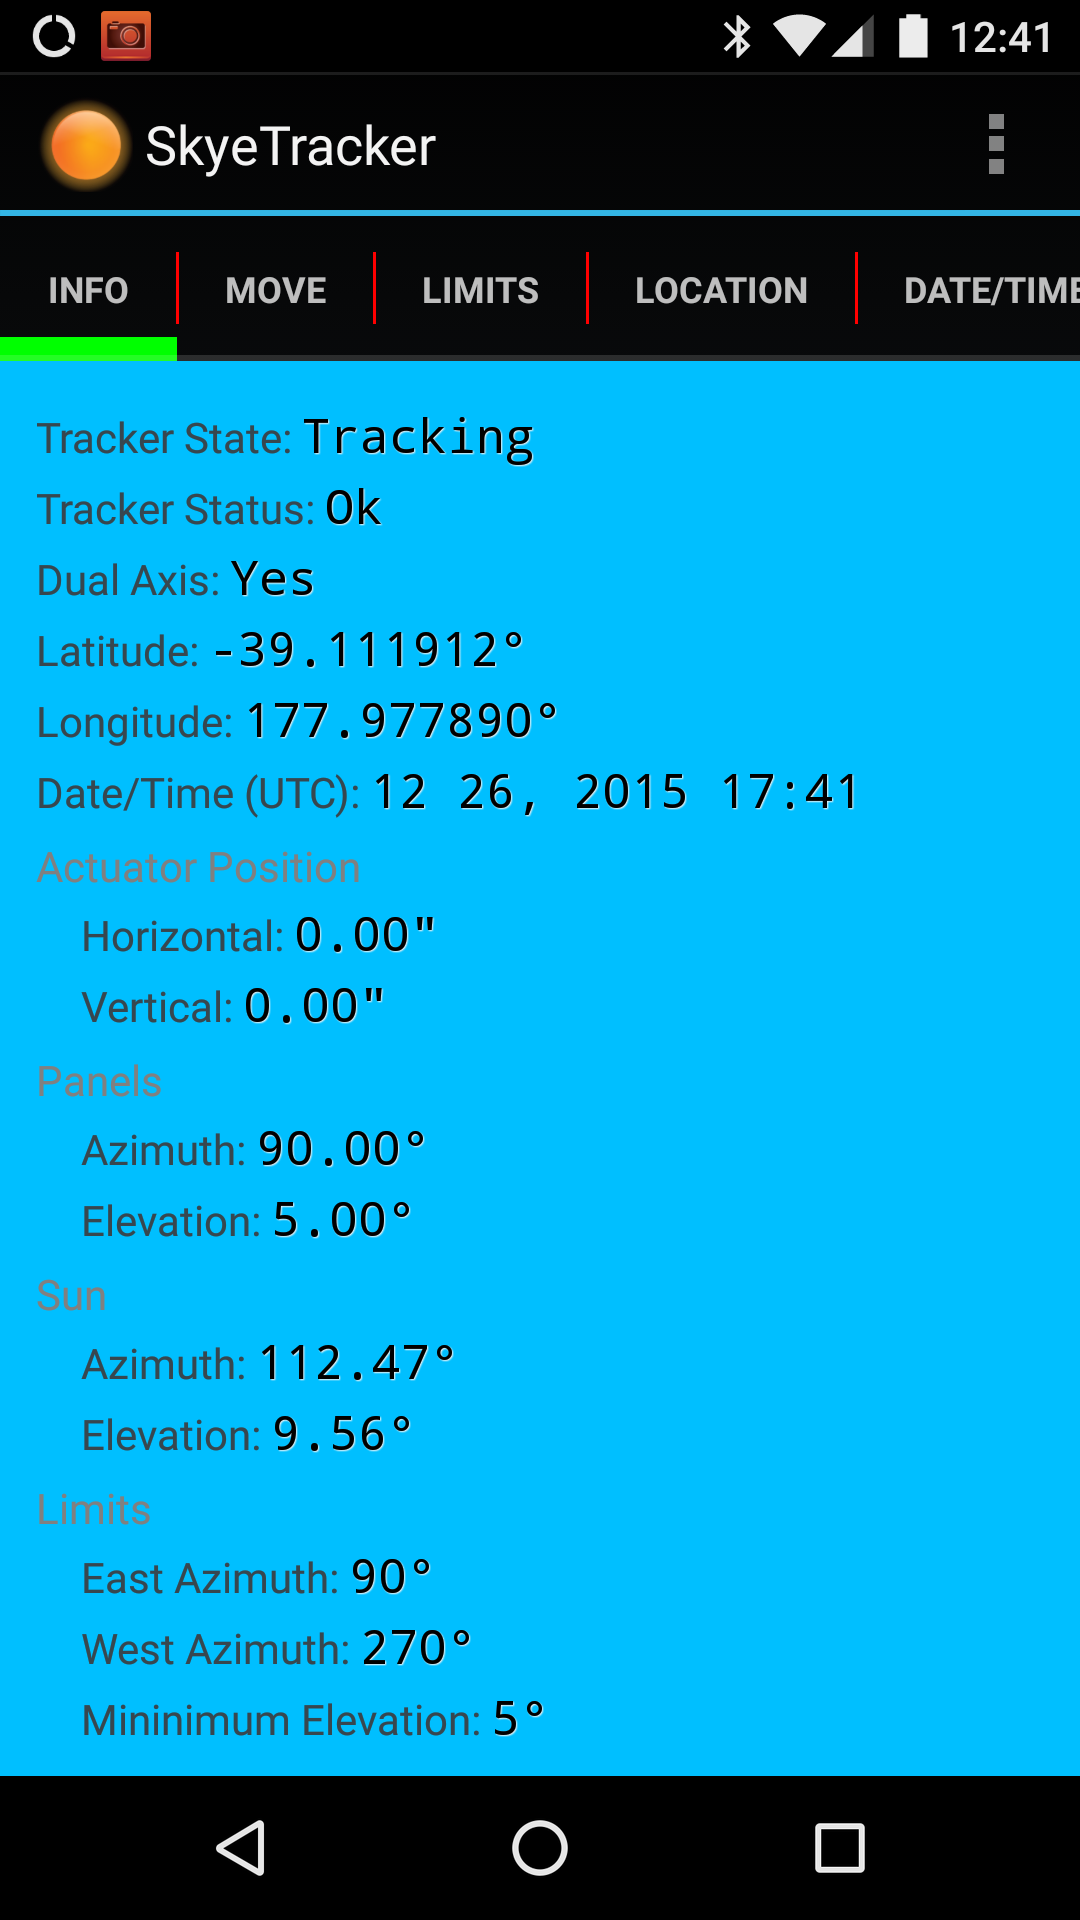 12:41
SkyeTracker
INFO MOVE LIMITS LOCATION DATE/TIME
Tracker State: Tracking
Tracker Status: Ok
Dual Axis: Yes
Latitude: -39.111912°
Longitude: 177.977890°
Date/Time (UTC): 12 26, 2015 17:41
Actuator Position
Horizontal: 0.00"
Vertical: 0.00"
Panels
Azimuth: 90.00°
Elevation: 5.00°
Sun
Azimuth: 112.47°
Elevation: 9.56°
Limits
East Azimuth: 90°
West Azimuth: 270°
Mininimum Elevation: 5°